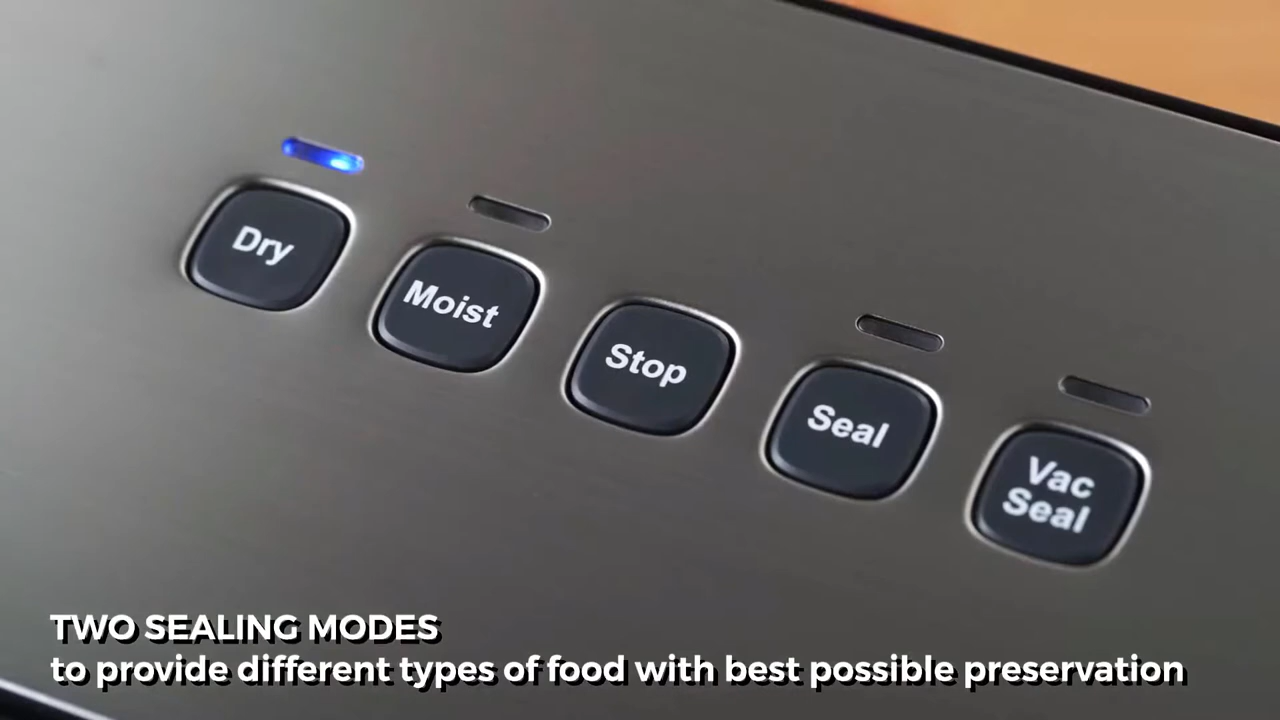 Dry
Moist
Stop
Seal
Vac
Seal
TWO SEALING MODES
to provide different types of food with best possible preservation